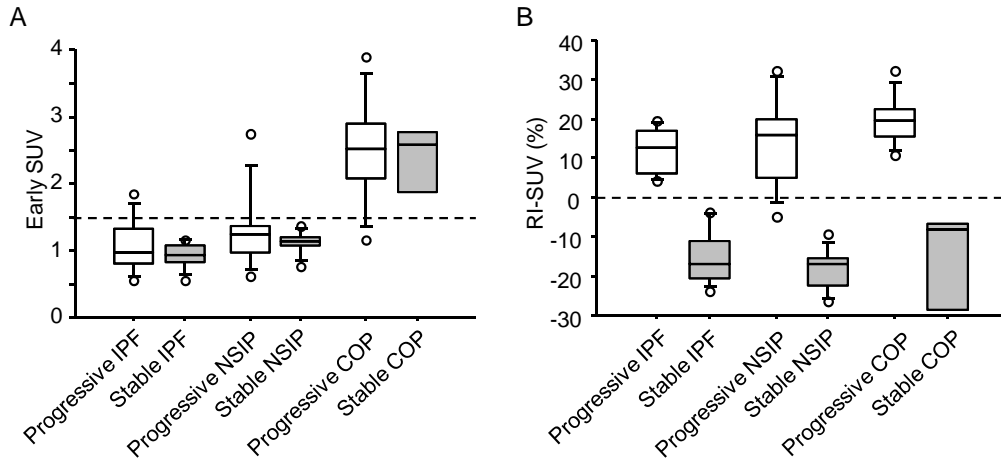 A
Early SUV
4
3
2
1
0
Progressive IPF
Stable IPF
Progressive NSIP
Stable NSIP
Progressive COP
Stable COP
B
RI-SUV (%)
40
30
20
10
0
-10
-20
-30
Progressive IPF
Stable IPF
Progressive NSIP
Stable NSIP
Progressive COP
Stable COP